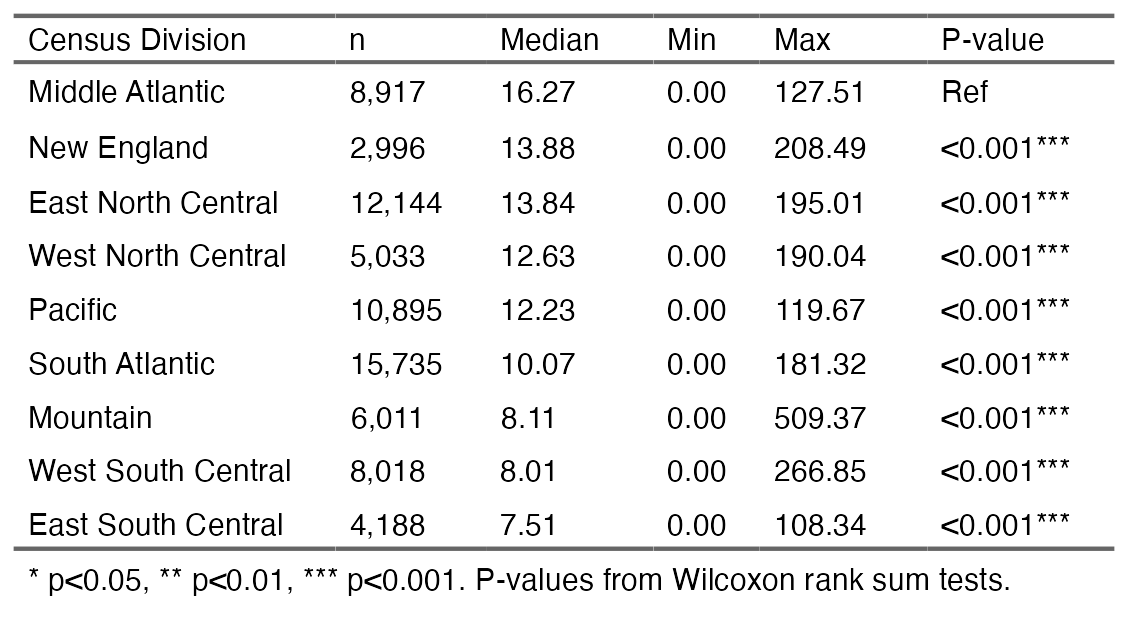 Census Division n Median Min Max P-value
Middle Atlantic 8,917 16.27 0.00 127.51 Ref
New England 2,996 13.88 0.00 208.49 <0.001***
East North Central 12,144 13.84 0.00 195.01 <0.001***
West North Central 5,033 12.63 0.00 190.04 <0.001***
Pacific 10,895 12.23 0.00 119.67 <0.001***
South Atlantic 15,735 10.07 0.00 181.32 <0.001***
Mountain 6,011 8.11 0.00 509.37 <0.001***
West South Central 8,018 8.01 0.00 266.85 <0.001***
East South Central 4,188 7.51 0.00 108.34 <0.001***
* p<0.05, ** p<0.01, *** p<0.001. P-values from Wilcoxon rank sum tests.